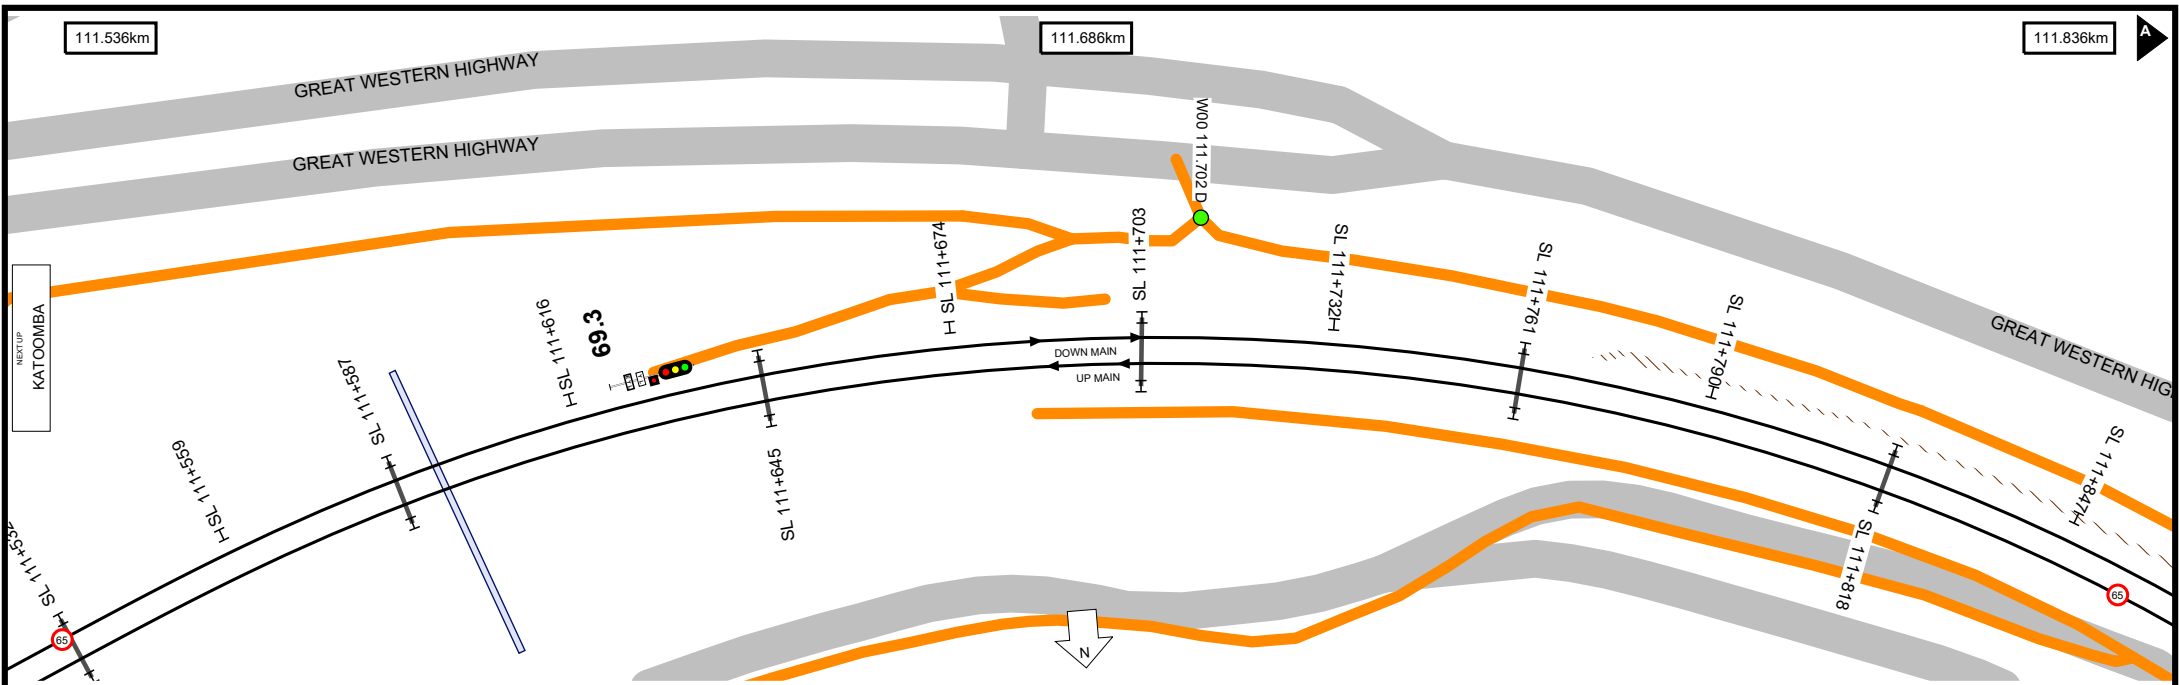 111.536km
111.686km
111.836km
A
GREAT WESTERN HIGHWAY
GREAT WESTERN HIGHWAY
GREAT WESTERN HIG
W00 111.702 D
NEXT UP
KATOOMBA
SL 111+532
SL 111+559
SL 111+587
SL 111+616
69.3
SL 111+645
SL 111+674
SL 111+703
SL 111+732
SL 111+761
SL 111+790
SL 111+818
SL 111+847
DOWN MAIN
UP MAIN
65
65
N